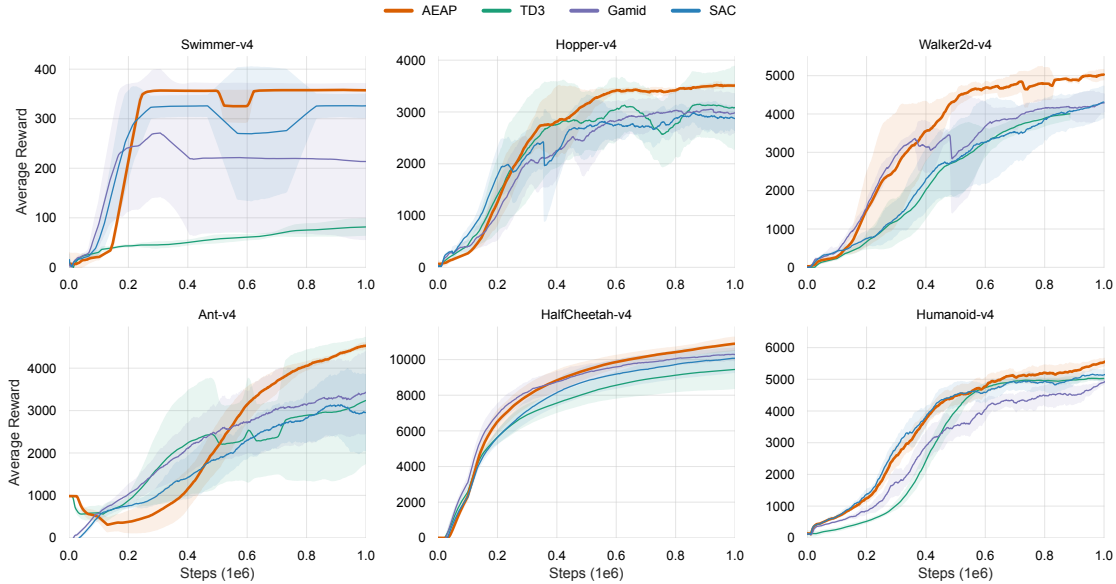 AEAP TD3 Gamid SAC
Swimmer-v4 Hopper-v4 Walker2d-v4
Average Reward
400
300
200
100
0
0.0 0.2 0.4 0.6 0.8 1.0
4000
3000
2000
1000
0
0.0 0.2 0.4 0.6 0.8 1.0
5000
4000
3000
2000
1000
0
0.0 0.2 0.4 0.6 0.8 1.0
Ant-v4 HalfCheetah-v4 Humanoid-v4
Average Reward
4000
3000
2000
1000
0
0.0 0.2 0.4 0.6 0.8 1.0
Steps (1e6)
10000
8000
6000
4000
2000
0
0.0 0.2 0.4 0.6 0.8 1.0
Steps (1e6)
6000
5000
4000
3000
2000
1000
0
0.0 0.2 0.4 0.6 0.8 1.0
Steps (1e6)